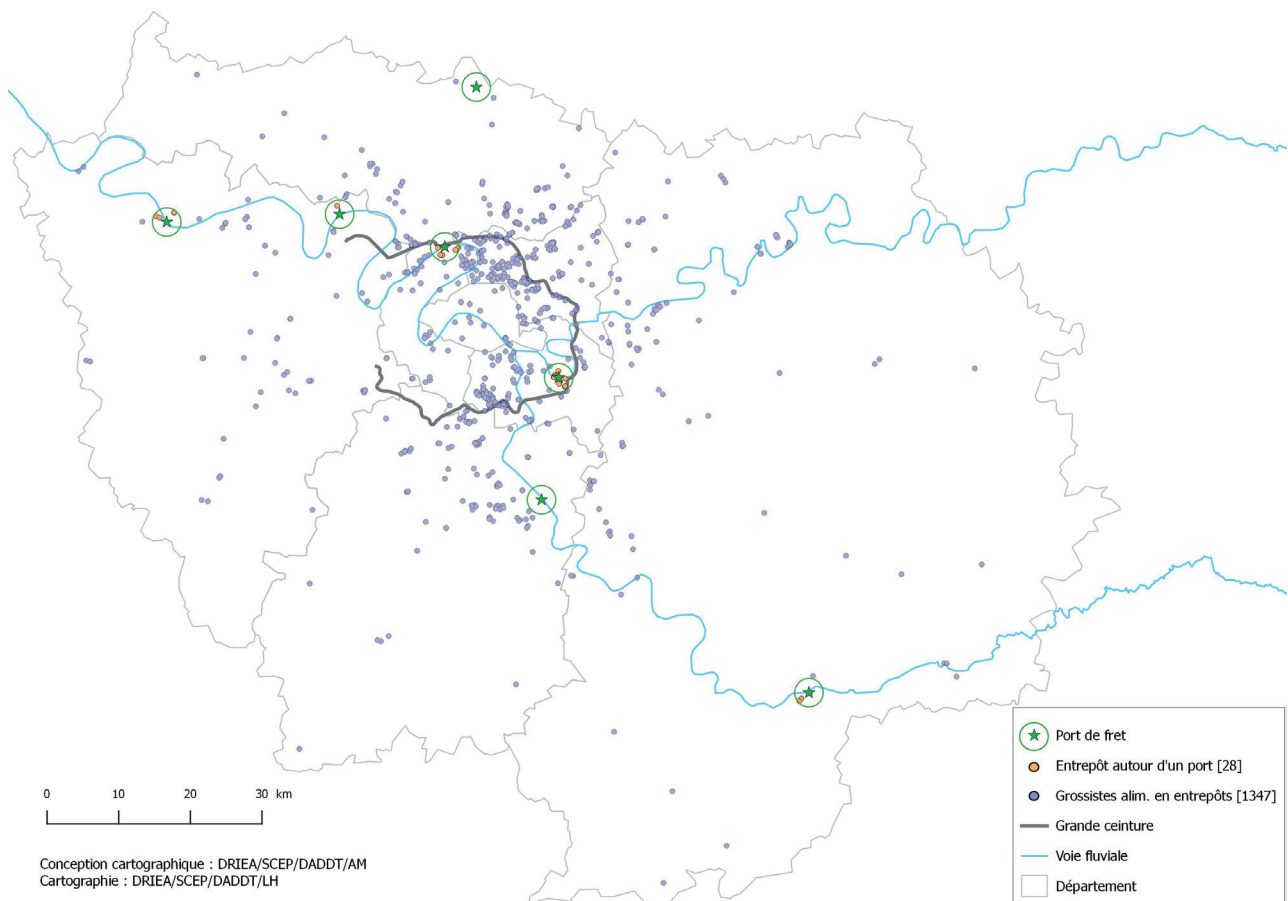 Port de fret
Entrepôt autour d'un port [28]
Grossistes alim. en entrepôts [1347]
Grande ceinture
Voie fluviale
Département
0 10 20 30 km
Conception cartographique : DRIEA/SCEP/DADDT/AM
Cartographie : DRIEA/SCEP/DADDT/LH